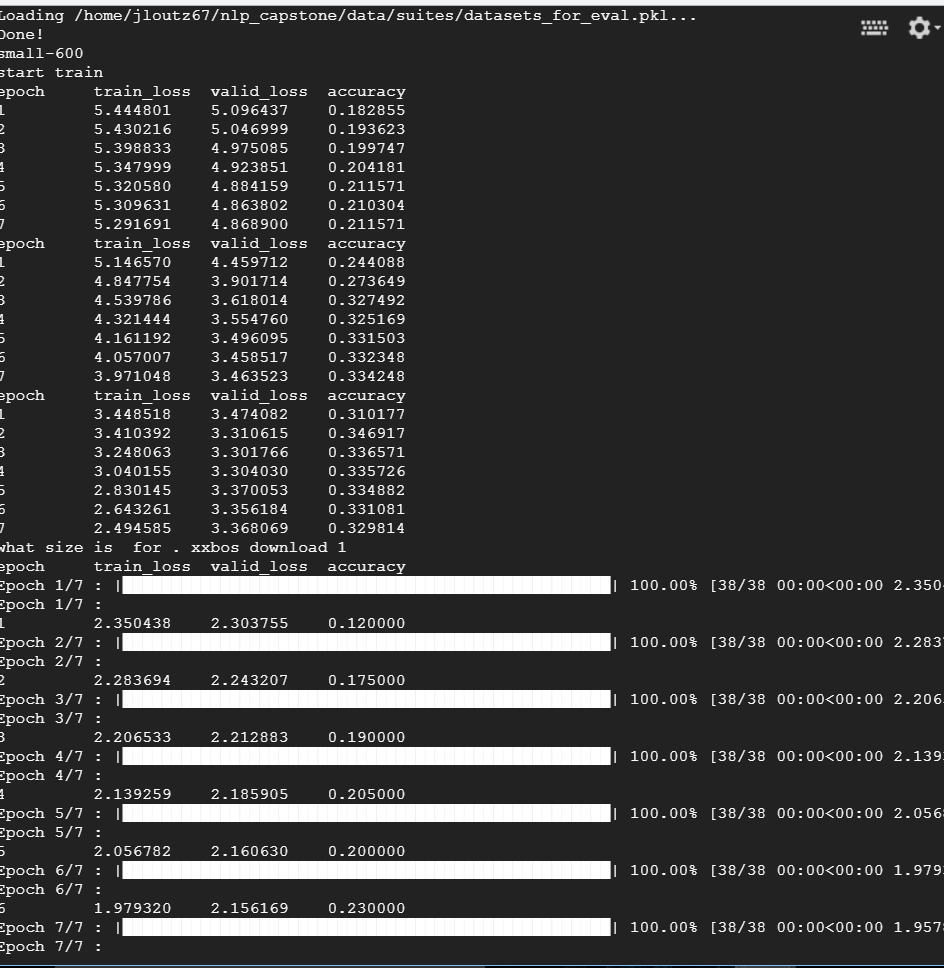 Loading /home/jloutz67/nlp_capstone/data/suites/datasets_for_eval.pkl...
Done!
small-600
start train
epoch train_loss valid_loss accuracy
1 5.444801 5.096437 0.182855
2 5.430216 5.046999 0.193623
3 5.398833 4.975085 0.199747
4 5.347999 4.923851 0.204181
5 5.320580 4.884159 0.211571
6 5.309631 4.863802 0.210304
7 5.291691 4.868900 0.211571
epoch train_loss valid_loss accuracy
1 5.146570 4.459712 0.244088
2 4.847754 3.901714 0.273649
3 4.539786 3.618014 0.327492
4 4.321444 3.554760 0.325169
5 4.161192 3.496095 0.331503
6 4.057007 3.458517 0.332348
7 3.971048 3.463523 0.334248
epoch train_loss valid_loss accuracy
1 3.448518 3.474082 0.310177
2 3.410392 3.310615 0.346917
3 3.248063 3.301766 0.336571
4 3.040155 3.304030 0.335726
5 2.830145 3.370053 0.334882
6 2.643261 3.356184 0.331081
7 2.494585 3.368069 0.329814
what size is  for . xxbos download 1
epoch train_loss valid_loss accuracy
Epoch 1/7 : | | 100.00% [38/38 00:00<00:00 2.350
Epoch 1/7 :
1 2.350438 2.303755 0.120000
Epoch 2/7 : | | 100.00% [38/38 00:00<00:00 2.283
Epoch 2/7 :
2 2.283694 2.243207 0.175000
Epoch 3/7 : | | 100.00% [38/38 00:00<00:00 2.206
Epoch 3/7 :
3 2.206533 2.212883 0.190000
Epoch 4/7 : | | 100.00% [38/38 00:00<00:00 2.139
Epoch 4/7 :
4 2.139259 2.185905 0.205000
Epoch 5/7 : | | 100.00% [38/38 00:00<00:00 2.056
Epoch 5/7 :
5 2.056782 2.160630 0.200000
Epoch 6/7 : | | 100.00% [38/38 00:00<00:00 1.979
Epoch 6/7 :
6 1.979320 2.156169 0.230000
Epoch 7/7 : | | 100.00% [38/38 00:00<00:00 1.957
Epoch 7/7 :